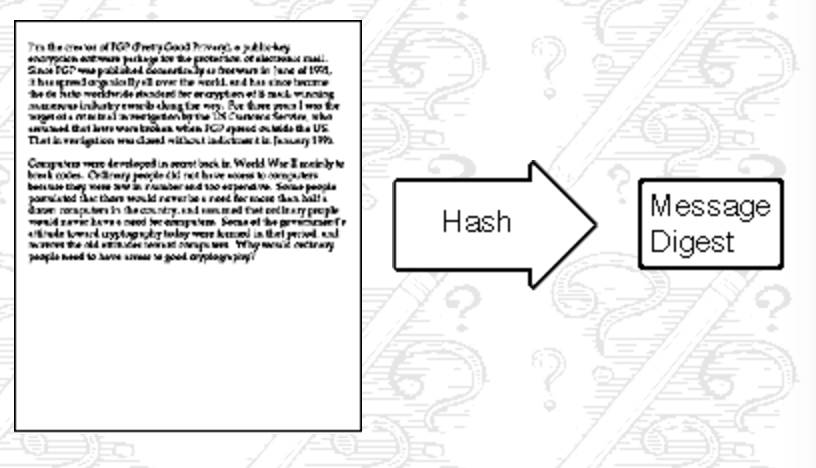 I'm the creator of PGP (Pretty Good Privacy), a public-key
encryption software package for the protection of electronic mail.
Since PGP was published domestically as freeware in June of 1991,
it has spread organically all over the world, and has since become
the de facto worldwide standard for encryption of E-mail, winning
numerous industry awards along the way. For three years I was the
target of a criminal investigation by the US Customs Service, who
assumed that laws were broken when PGP spread outside the US.
That investigation was closed without indictment in January 1996.
Computers were developed in secret back in World War II mainly to
break codes. Ordinary people did not have access to computers
because they were few in number and too expensive. Some people
postulated that there would never be a need for more than half a
dozen computers in the country, and assumed that ordinary people
would never have a need for computers. Some of the government's
attitude toward cryptography today were formed in that period, and
mirrors the old attitudes toward computers. Why would ordinary
people need to have access to good cryptography?
Hash
Message
Digest